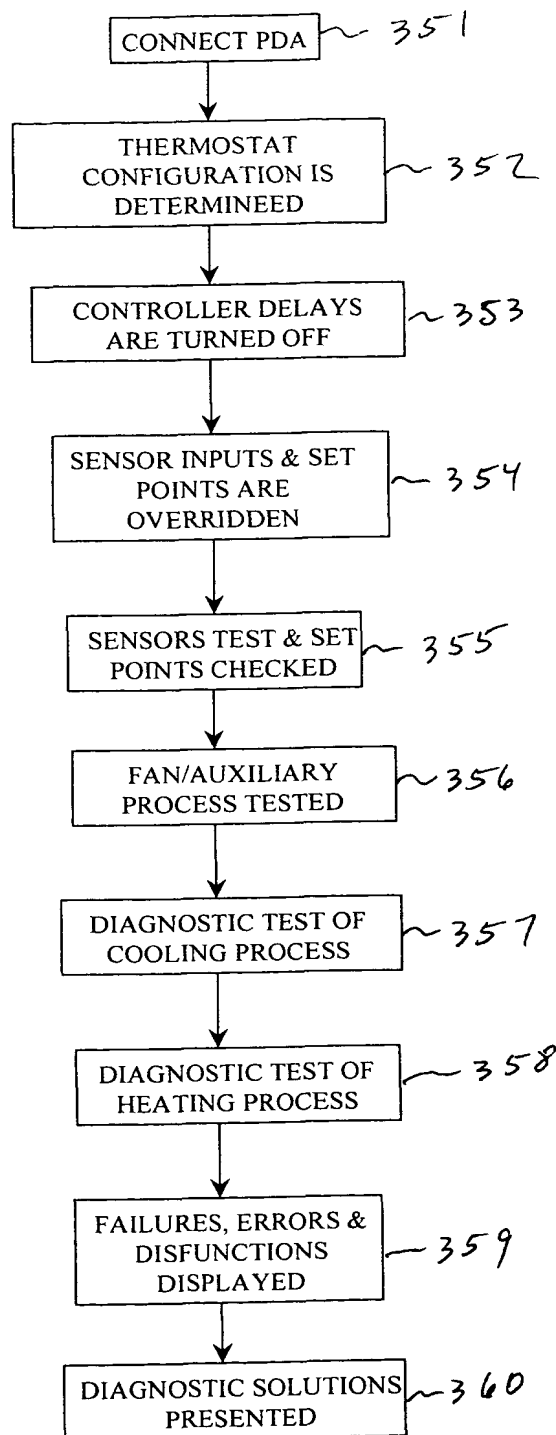 CONNECT PDA 351
THERMOSTAT
CONFIGURATION IS 352
DETERMINEED
CONTROLLER DELAYS 353
ARE TURNED OFF
SENSOR INPUTS & SET
POINTS ARE 354
OVERRIDDEN
SENSORS TEST & SET 355
POINTS CHECKED
FAN/AUXILIARY 356
PROCESS TESTED
DIAGNOSTIC TEST OF 357
COOLING PROCESS
DIAGNOSTIC TEST OF 358
HEATING PROCESS
FAILURES, ERRORS &
DISFUNCTIONS 359
DISPLAYED
DIAGNOSTIC SOLUTIONS 360
PRESENTED